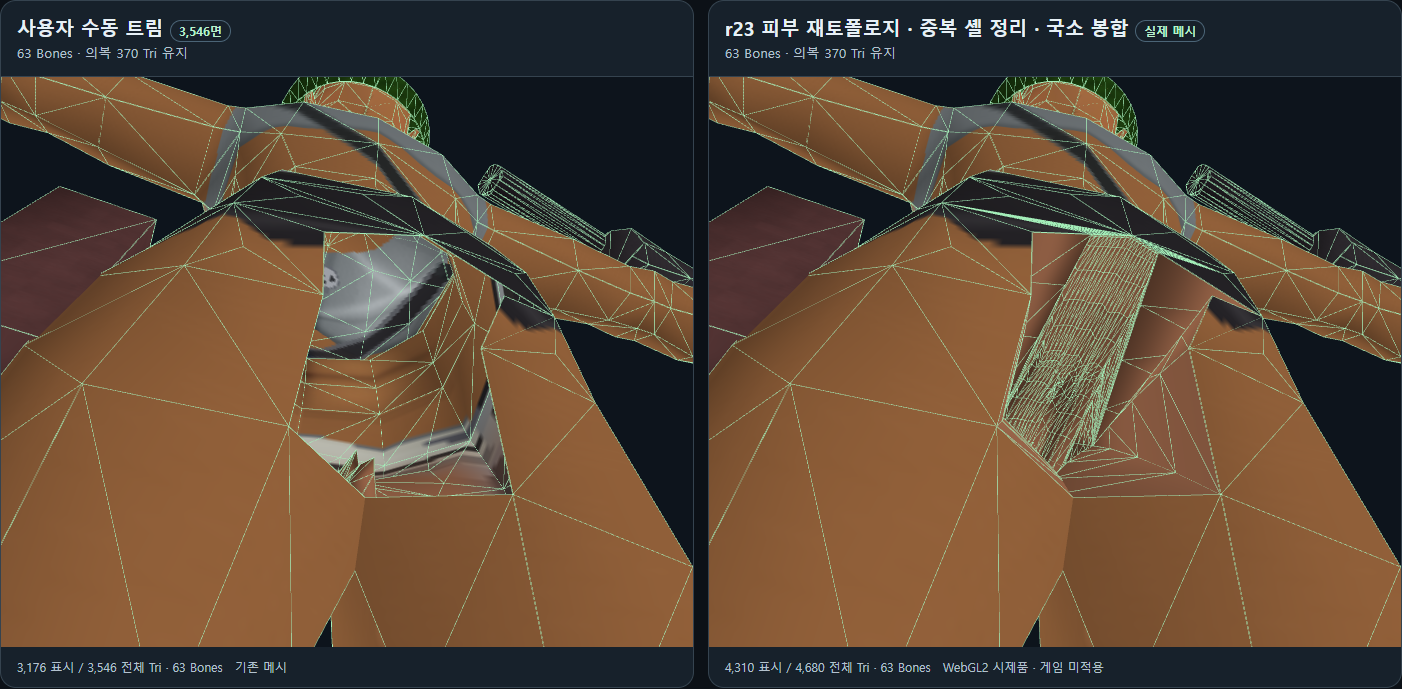 사용자 수동 트림 3,546면
63 Bones · 의복 370 Tri 유지
3,176 표시 / 3,546 전체 Tri · 63 Bones 기존 메시
r23 피부 재토폴로지 · 중복 셸 정리 · 국소 봉합 실제 메시
63 Bones · 의복 370 Tri 유지
4,310 표시 / 4,680 전체 Tri · 63 Bones WebGL2 시제품 · 게임 미적용